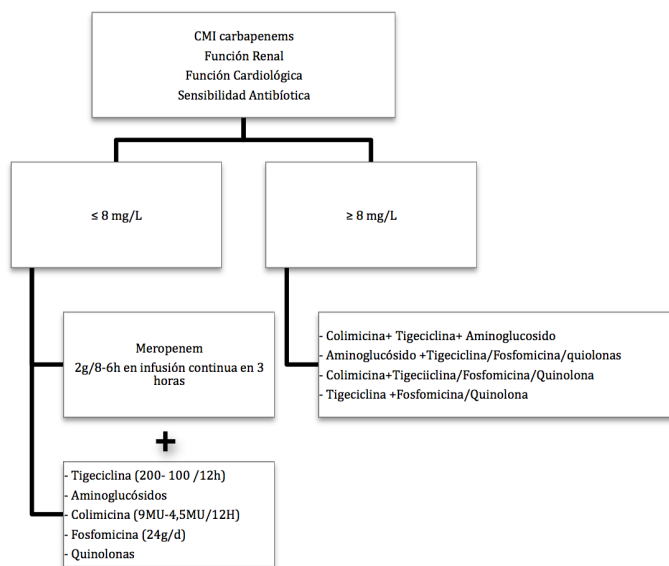 CMI carbapenems
Función Renal
Función Cardiológica
Sensibilidad Antibíotica
≤ 8 mg/L
≥ 8 mg/L
Meropenem
2g/8-6h en infusión continua en 3
horas
- Colimicina+ Tigeciclina+ Aminoglucosido
- Aminoglucósido +Tigeciclina/Fosfomicina/quiolonas
- Colimicina+Tigeciiclina/Fosfomicina/Quinolona
- Tigeciclina +Fosfomicina/Quinolona
+
- Tigeciclina (200- 100 /12h)
- Aminoglucósidos
- Colimicina (9MU-4,5MU/12H)
- Fosfomicina (24g/d)
- Quinolonas